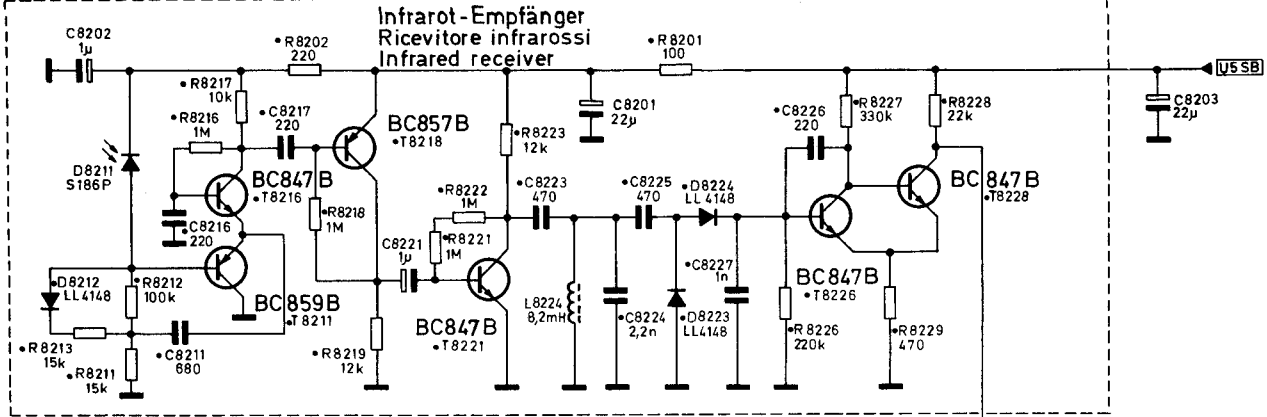 Infrarot-Empfänger
Ricevitore infrarossi
Infrared receiver
C8202
1µ
R8202
220
R8201
100
U5SB
R8217
10k
R8216
1M
C8217
220
BC857B
T8218
R8223
12k
C8201
22µ
C8226
220
R8227
330k
R8228
22k
C8203
22µ
D8211
S186P
BC847B
T8216
C8216
220
R8218
1M
R8222
1M
C8223
470
C8225
470
D8224
LL4148
BC847B
T8228
C8221
1µ
R8221
1M
D8212
LL4148
R8212
100k
BC859B
T8211
L8224
8,2mH
C8227
1n
BC847B
T8226
R8213
15k
R8211
15k
C8211
680
R8219
12k
BC847B
T8221
C8224
2,2n
D8223
LL4148
R8226
220k
R8229
470